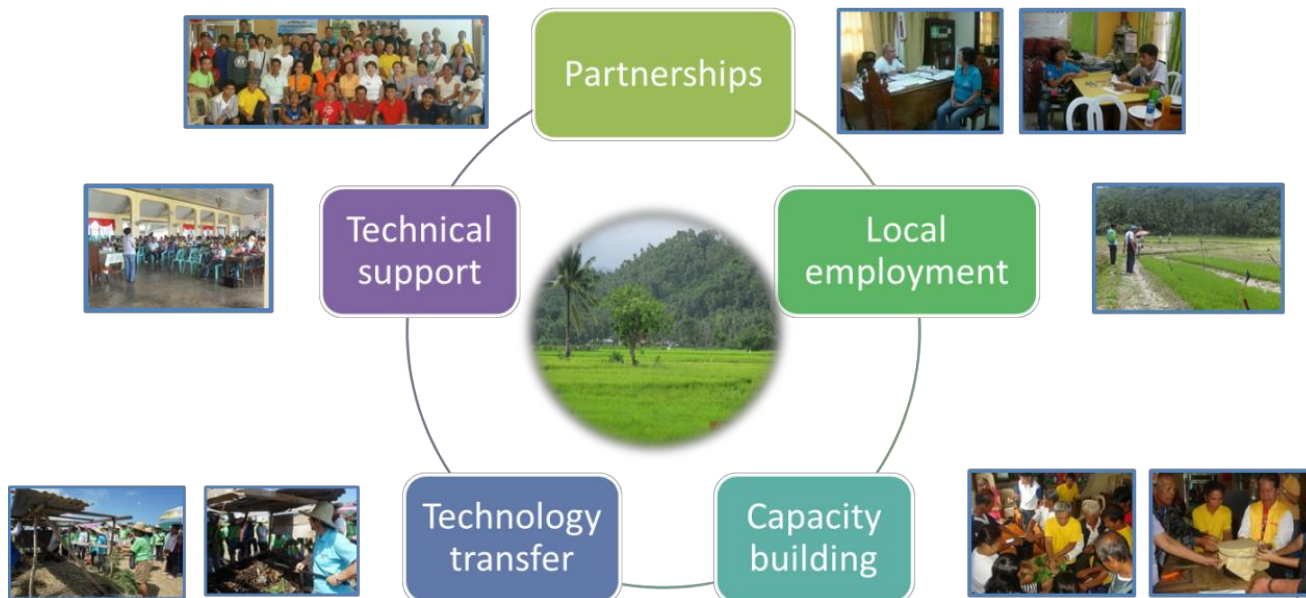 Partnerships
Local
employment
Capacity
building
Technology
transfer
Technical
support